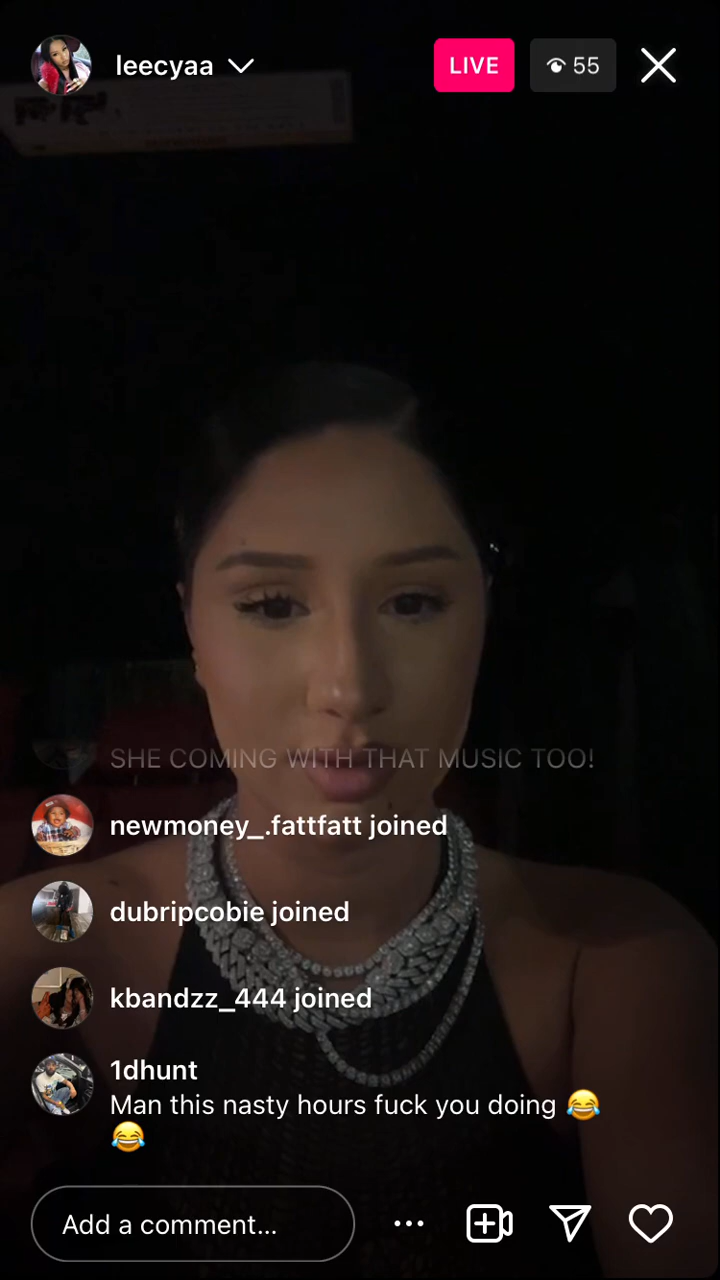 leecyaa
LIVE
55
SHE COMING WITH THAT MUSIC TOO!
newmoney_.fattfatt joined
dubripcobie joined
kbandzz_444 joined
1dhunt
Man this nasty hours fuck you doing 😂
😂
Add a comment...